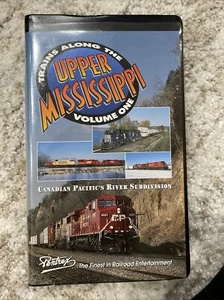 TRAINS ALONG THE
UPPER
MISSISSIPPI
VOLUME ONE
CANADIAN PACIFIC'S RIVER SUBDIVISION
Pentrex
The Finest in Railroad Entertainment